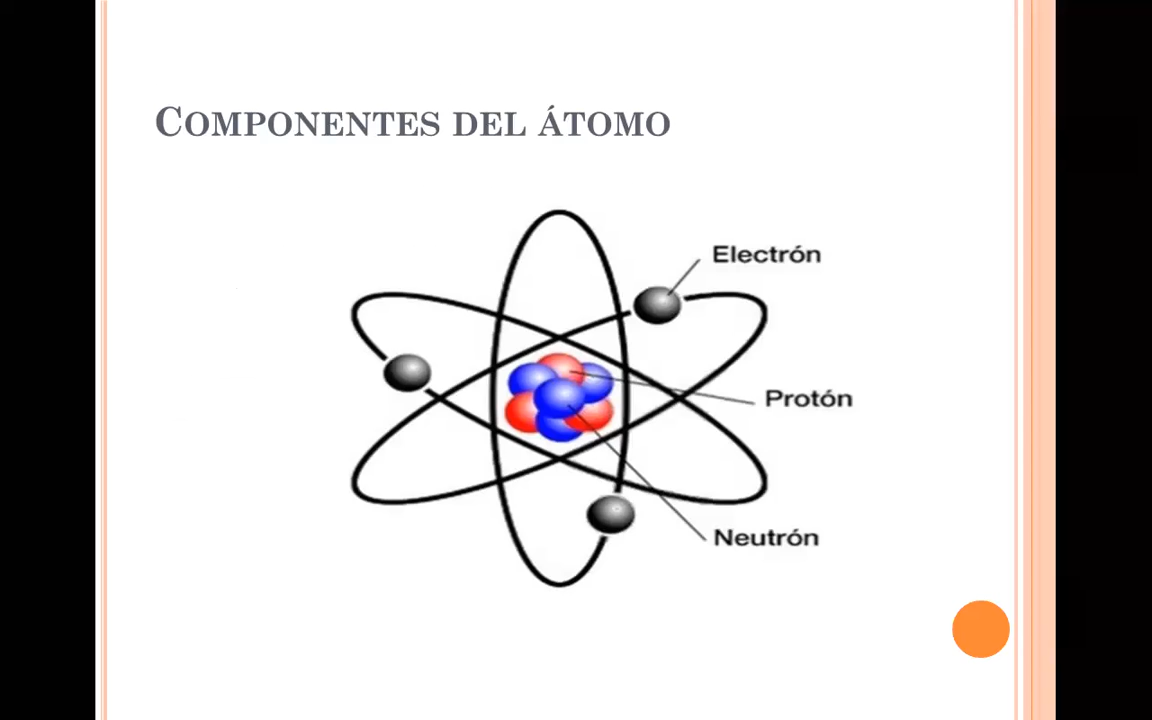 Componentes del átomo
Electrón
Protón
Neutrón